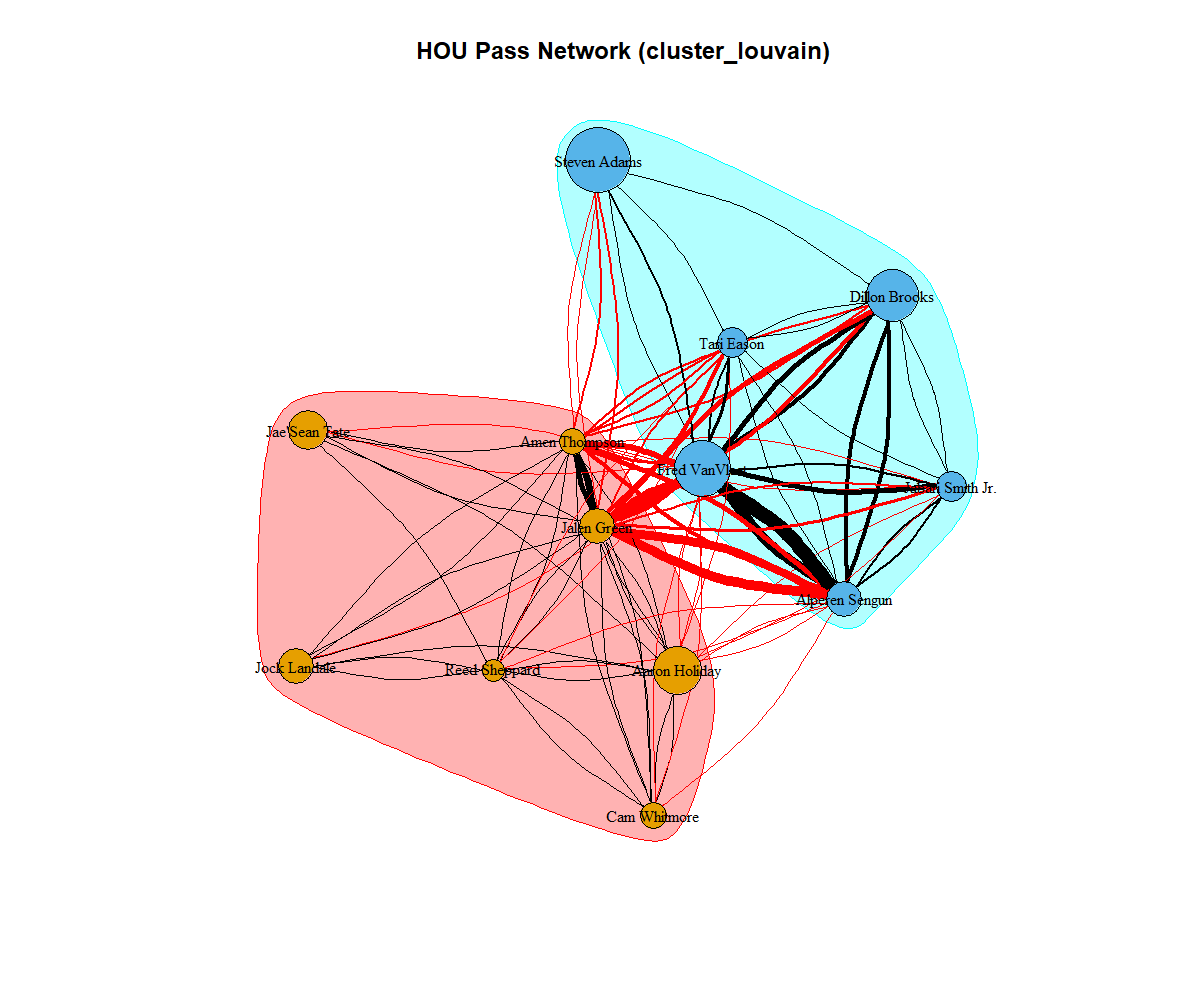 HOU Pass Network (cluster_louvain)
Steven Adams
Dillon Brooks
Tari Eason
Jae'Sean Tate
Amen Thompson
Fred VanVleet
Jabari Smith Jr.
Jalen Green
Alperen Sengun
Jock Landale
Reed Sheppard
Aaron Holiday
Cam Whitmore